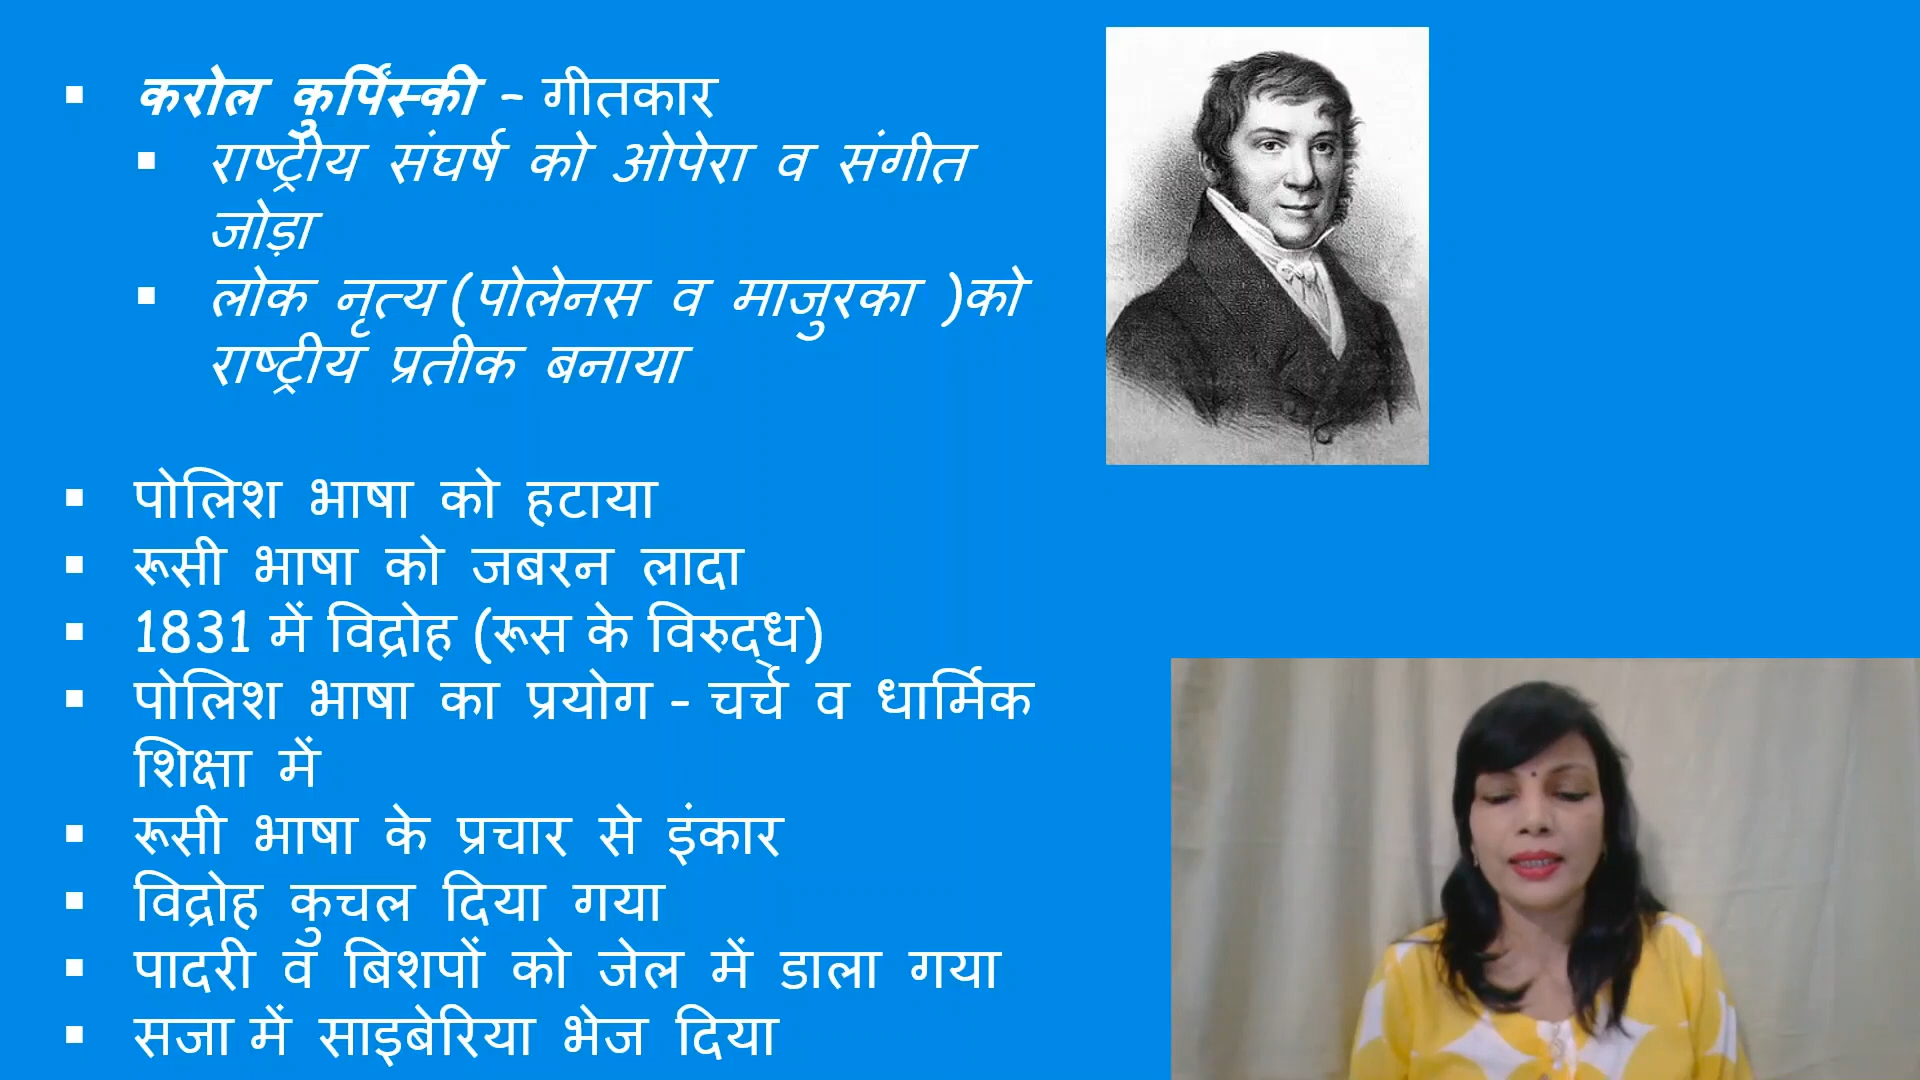 करोल कुर्पिंस्की – गीतकार
राष्ट्रीय संघर्ष को ओपेरा व संगीत
जोड़ा
लोक नृत्य (पोलेनस व माजुरका )को
राष्ट्रीय प्रतीक बनाया
पोलिश भाषा को हटाया
रूसी भाषा को जबरन लादा
1831 में विद्रोह (रूस के विरुद्ध)
पोलिश भाषा का प्रयोग - चर्च व धार्मिक
शिक्षा में
रूसी भाषा के प्रचार से इंकार
विद्रोह कुचल दिया गया
पादरी व बिशपों को जेल में डाला गया
सजा में साइबेरिया भेज दिया